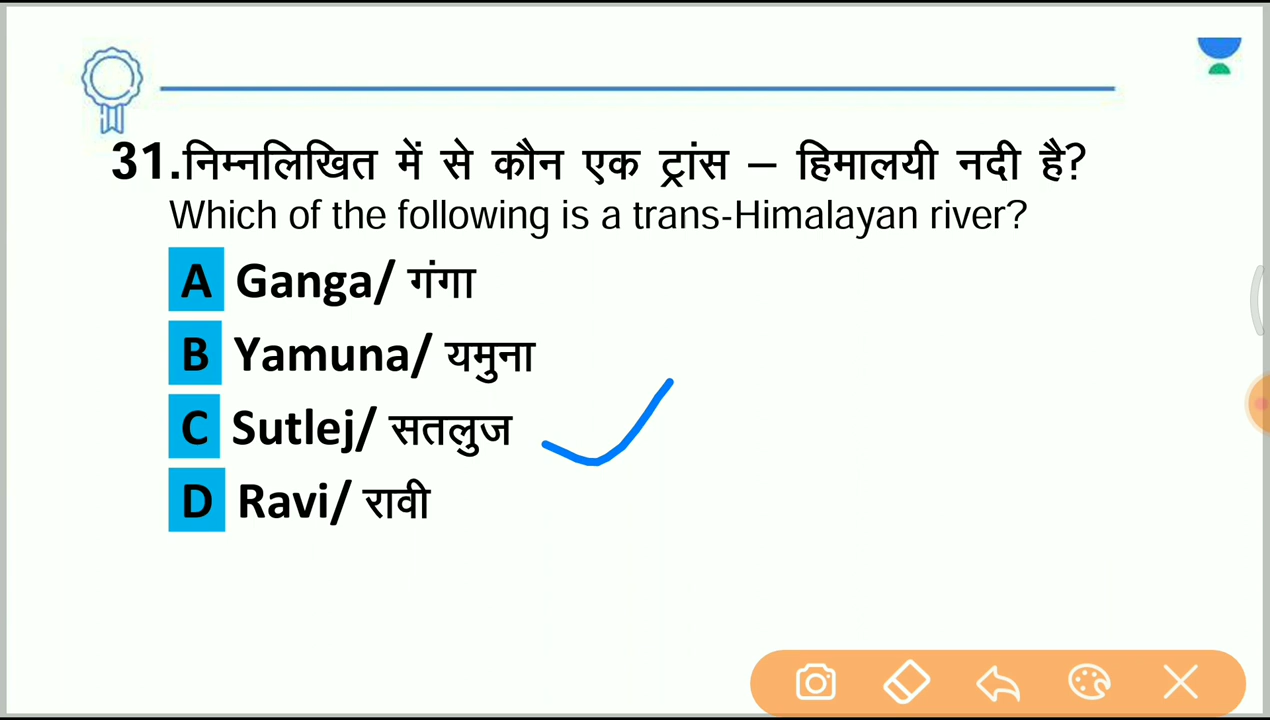 31.निम्नलिखित में से कौन एक ट्रांस – हिमालयी नदी है?
Which of the following is a trans-Himalayan river?
A Ganga/ गंगा
B Yamuna/ यमुना
C Sutlej/ सतलुज
D Ravi/ रावी